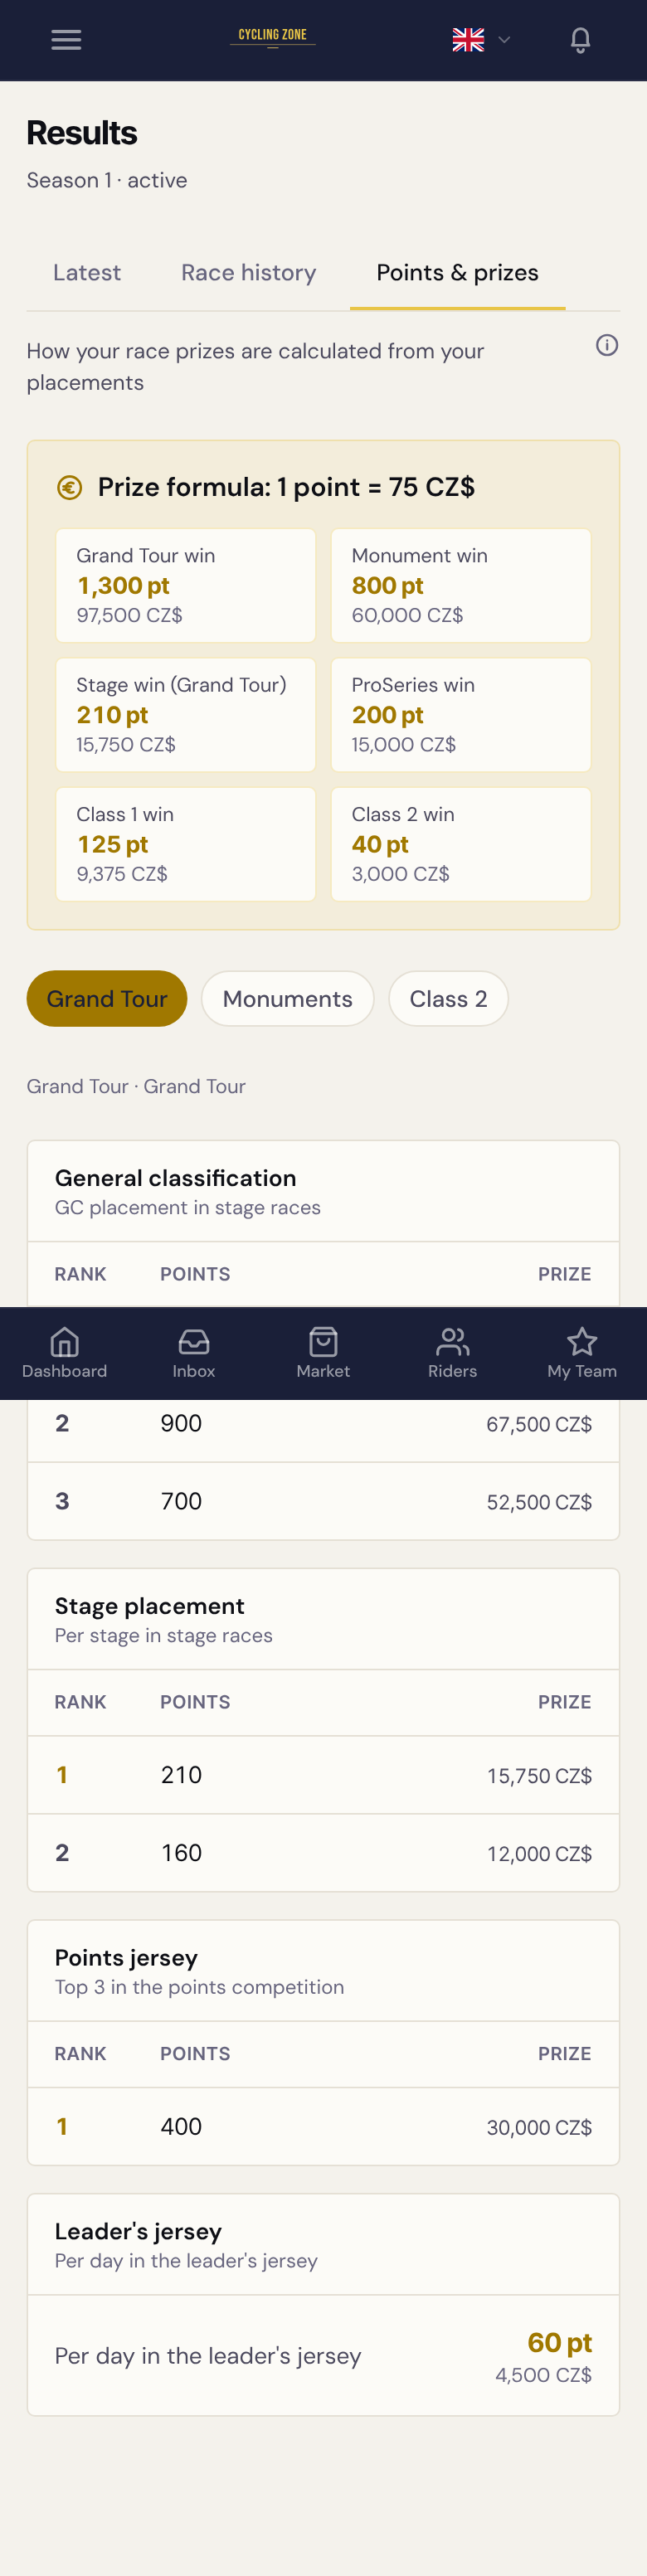 CYCLING ZONE
Results
Season 1 · active
Latest Race history Points & prizes
How your race prizes are calculated from your
placements
Prize formula: 1 point = 75 CZ$
Grand Tour win
1,300 pt
97,500 CZ$
Monument win
800 pt
60,000 CZ$
Stage win (Grand Tour)
210 pt
15,750 CZ$
ProSeries win
200 pt
15,000 CZ$
Class 1 win
125 pt
9,375 CZ$
Class 2 win
40 pt
3,000 CZ$
Grand Tour Monuments Class 2
Grand Tour · Grand Tour
General classification
GC placement in stage races
RANK POINTS PRIZE
Dashboard Inbox Market Riders My Team
2 900 67,500 CZ$
3 700 52,500 CZ$
Stage placement
Per stage in stage races
RANK POINTS PRIZE
1 210 15,750 CZ$
2 160 12,000 CZ$
Points jersey
Top 3 in the points competition
RANK POINTS PRIZE
1 400 30,000 CZ$
Leader's jersey
Per day in the leader's jersey
Per day in the leader's jersey
60 pt
4,500 CZ$